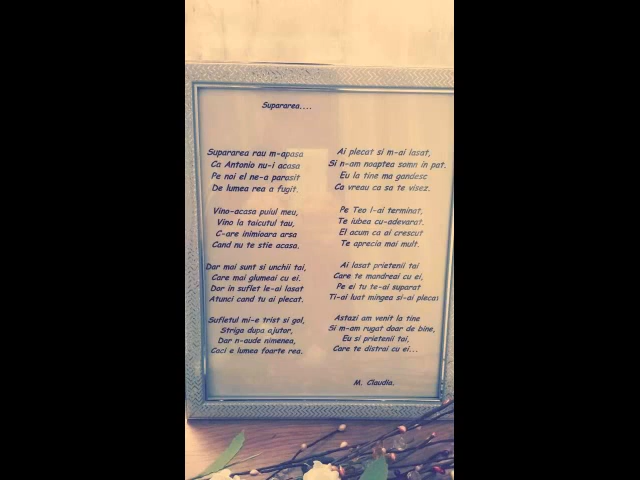 Supararea....
Supararea rau m-apasa
Ca Antonio nu-i acasa
Pe noi el ne-a parasit
De lumea rea a fugit.
Vino-acasa puiul meu,
Vino la taicutul tau,
C-are inimioara arsa
Cand nu te stie acasa.
Dar mai sunt si unchii tai,
Care mai glumeai cu ei.
Dor in suflet le-ai lasat
Atunci cand tu ai plecat.
Sufletul mi-e trist si gol,
Striga dupa ajutor,
Dar n-aude nimenea,
Caci e lumea foarte rea.
Ai plecat si m-ai lasat,
Si n-am noaptea somn in pat.
Eu la tine ma gandesc
Ca vreau ca sa te visez.
Pe Teo l-ai terminat,
Te iubea cu-adevarat.
El acum ca ai crescut
Te aprecia mai mult.
Ai lasat prietenii tai
Care te mandreai cu ei,
Pe ei tu te-ai suparat
Ti-ai luat mingea si-ai plecat
Astazi am venit la tine
Si m-am rugat doar de bine,
Eu si prietenii tai,
Care te distrai cu ei...
M. Claudia.